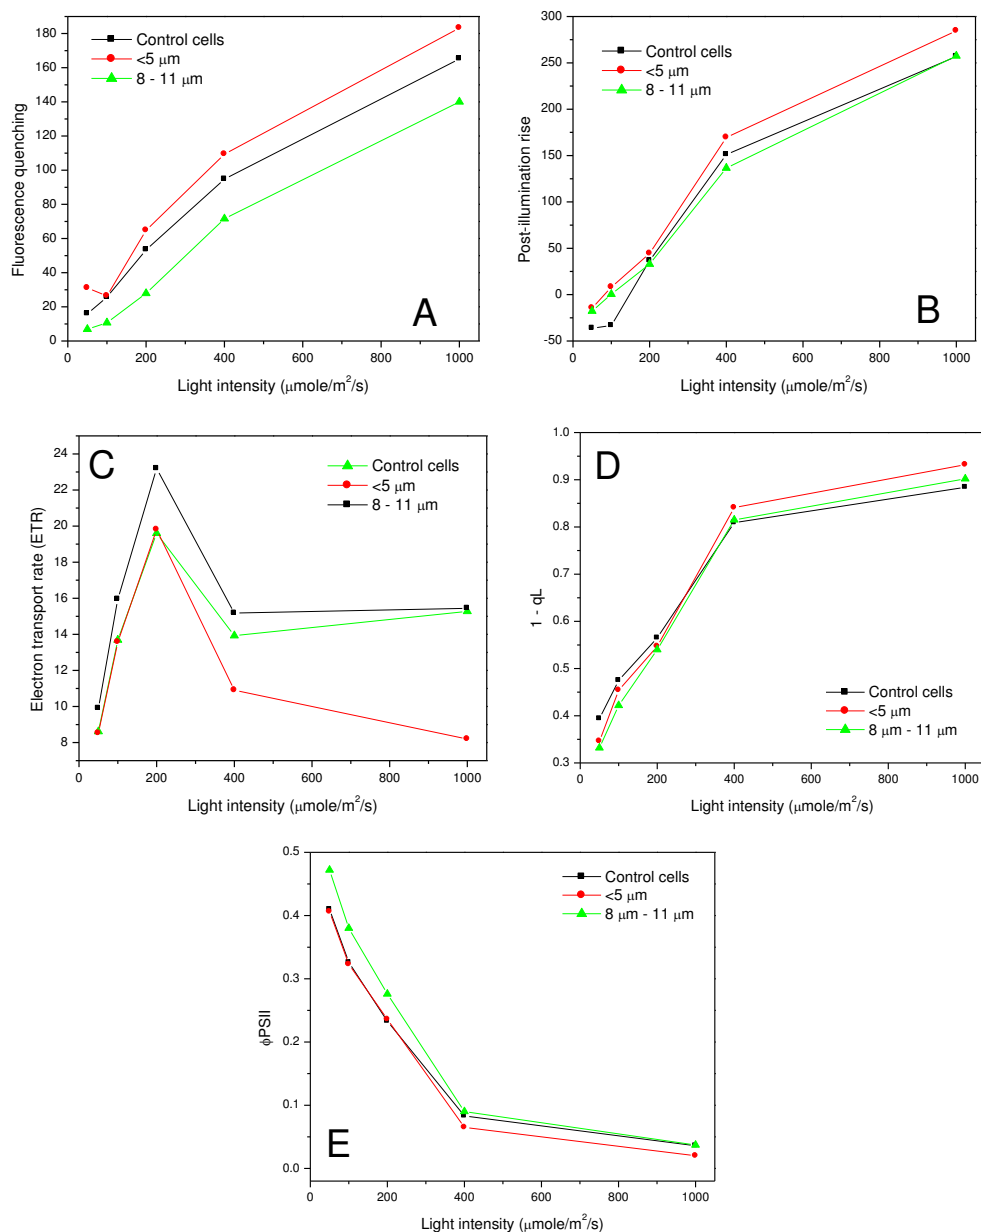 180
160
140
120
100
80
60
40
20
0
Fluorescence quenching
Control cells
<5 μm
8 - 11 μm
A
0 200 400 600 800 1000
Light intensity (μmole/m²/s)
300
250
200
150
100
50
0
-50
Post-illumination rise
Control cells
<5 μm
8 - 11 μm
B
0 200 400 600 800 1000
Light intensity (μmole/m²/s)
C
24
22
20
18
16
14
12
10
8
Electron transport rate (ETR)
Control cells
<5 μm
8 - 11 μm
0 200 400 600 800 1000
Light intensity (μmole/m²/s)
1.0
0.9
0.8
0.7
0.6
0.5
0.4
0.3
1 - qL
D
Control cells
<5 μm
8 μm - 11 μm
0 200 400 600 800 1000
Light intensity (μmole/m²/s)
0.5
0.4
0.3
0.2
0.1
0.0
ϕPSII
Control cells
<5 μm
8 μm - 11 μm
E
0 200 400 600 800 1000
Light intensity (μmole/m²/s)